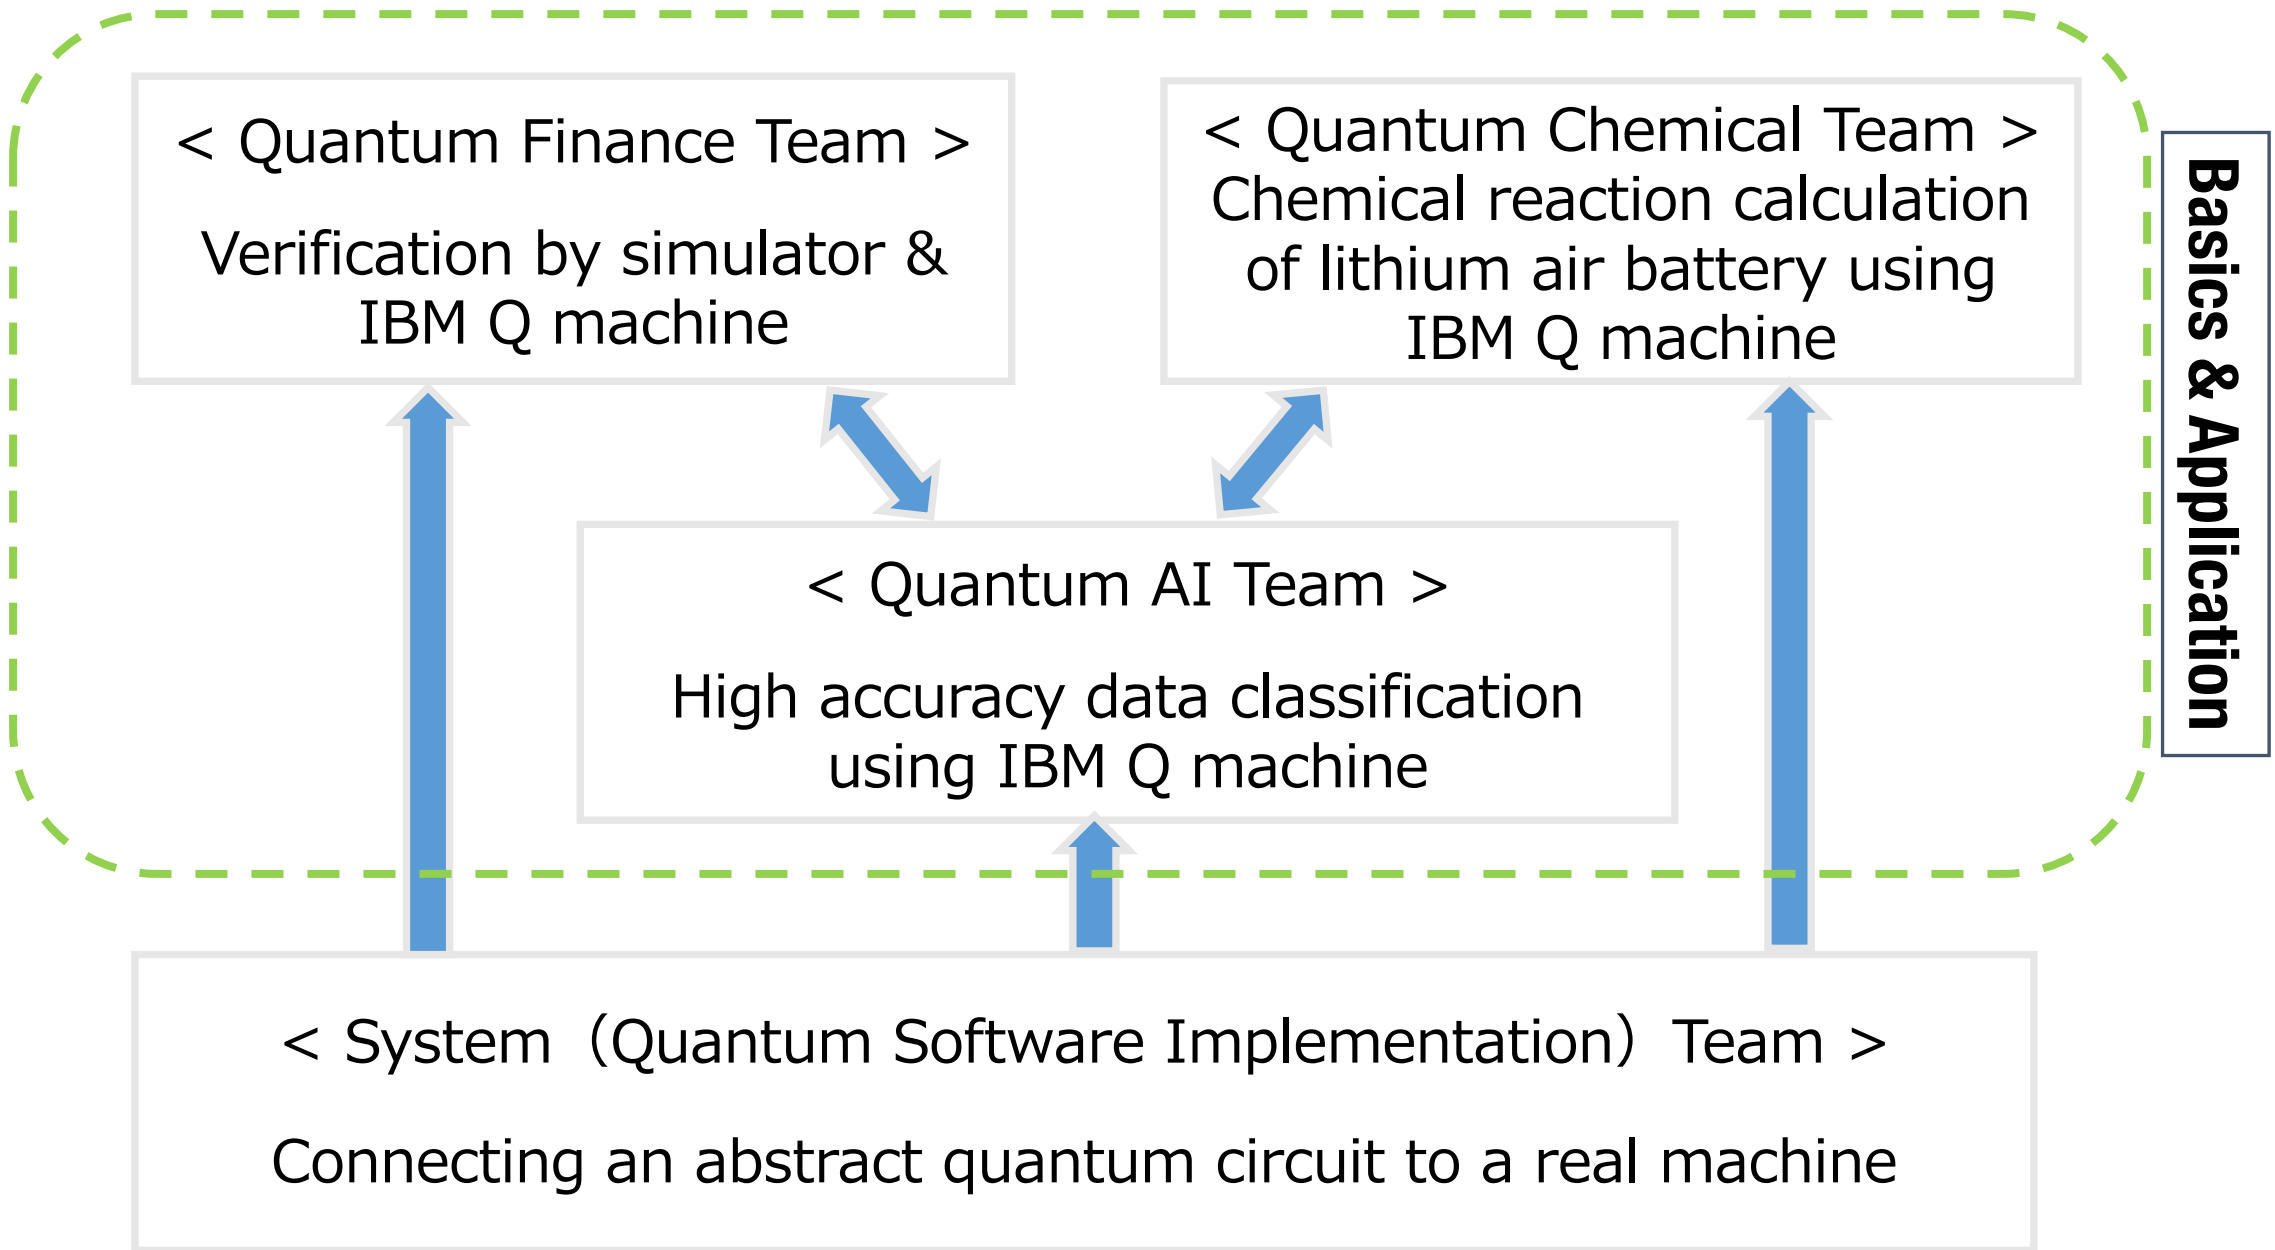 < Quantum Finance Team >
Verification by simulator &
IBM Q machine
< Quantum Chemical Team >
Chemical reaction calculation
of lithium air battery using
IBM Q machine
Basics & Application
< Quantum AI Team >
High accuracy data classification
using IBM Q machine
< System（Quantum Software Implementation）Team >
Connecting an abstract quantum circuit to a real machine